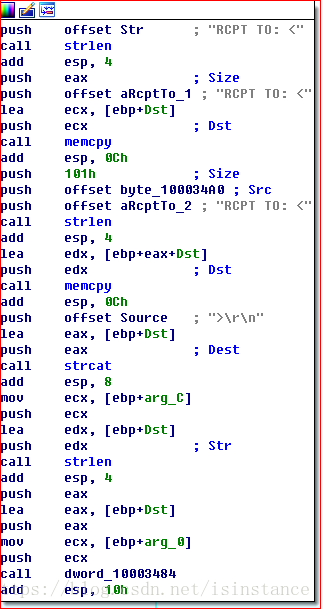 push offset Str ; "RCPT TO: <"
call strlen
add esp, 4
push eax ; Size
push offset aRcptTo_1 ; "RCPT TO: <"
lea ecx, [ebp+Dst]
push ecx ; Dst
call memcpy
add esp, 0Ch
push 101h ; Size
push offset byte_100034A0 ; Src
push offset aRcptTo_2 ; "RCPT TO: <"
call strlen
add esp, 4
lea edx, [ebp+eax+Dst]
push edx ; Dst
call memcpy
add esp, 0Ch
push offset Source ; ">\r\n"
lea eax, [ebp+Dst]
push eax ; Dest
call strcat
add esp, 8
mov ecx, [ebp+arg_C]
push ecx
lea edx, [ebp+Dst]
push edx ; Str
call strlen
add esp, 4
push eax
lea eax, [ebp+Dst]
push eax
mov ecx, [ebp+arg_0]
push ecx
call dword_10003484
add esp, 10h